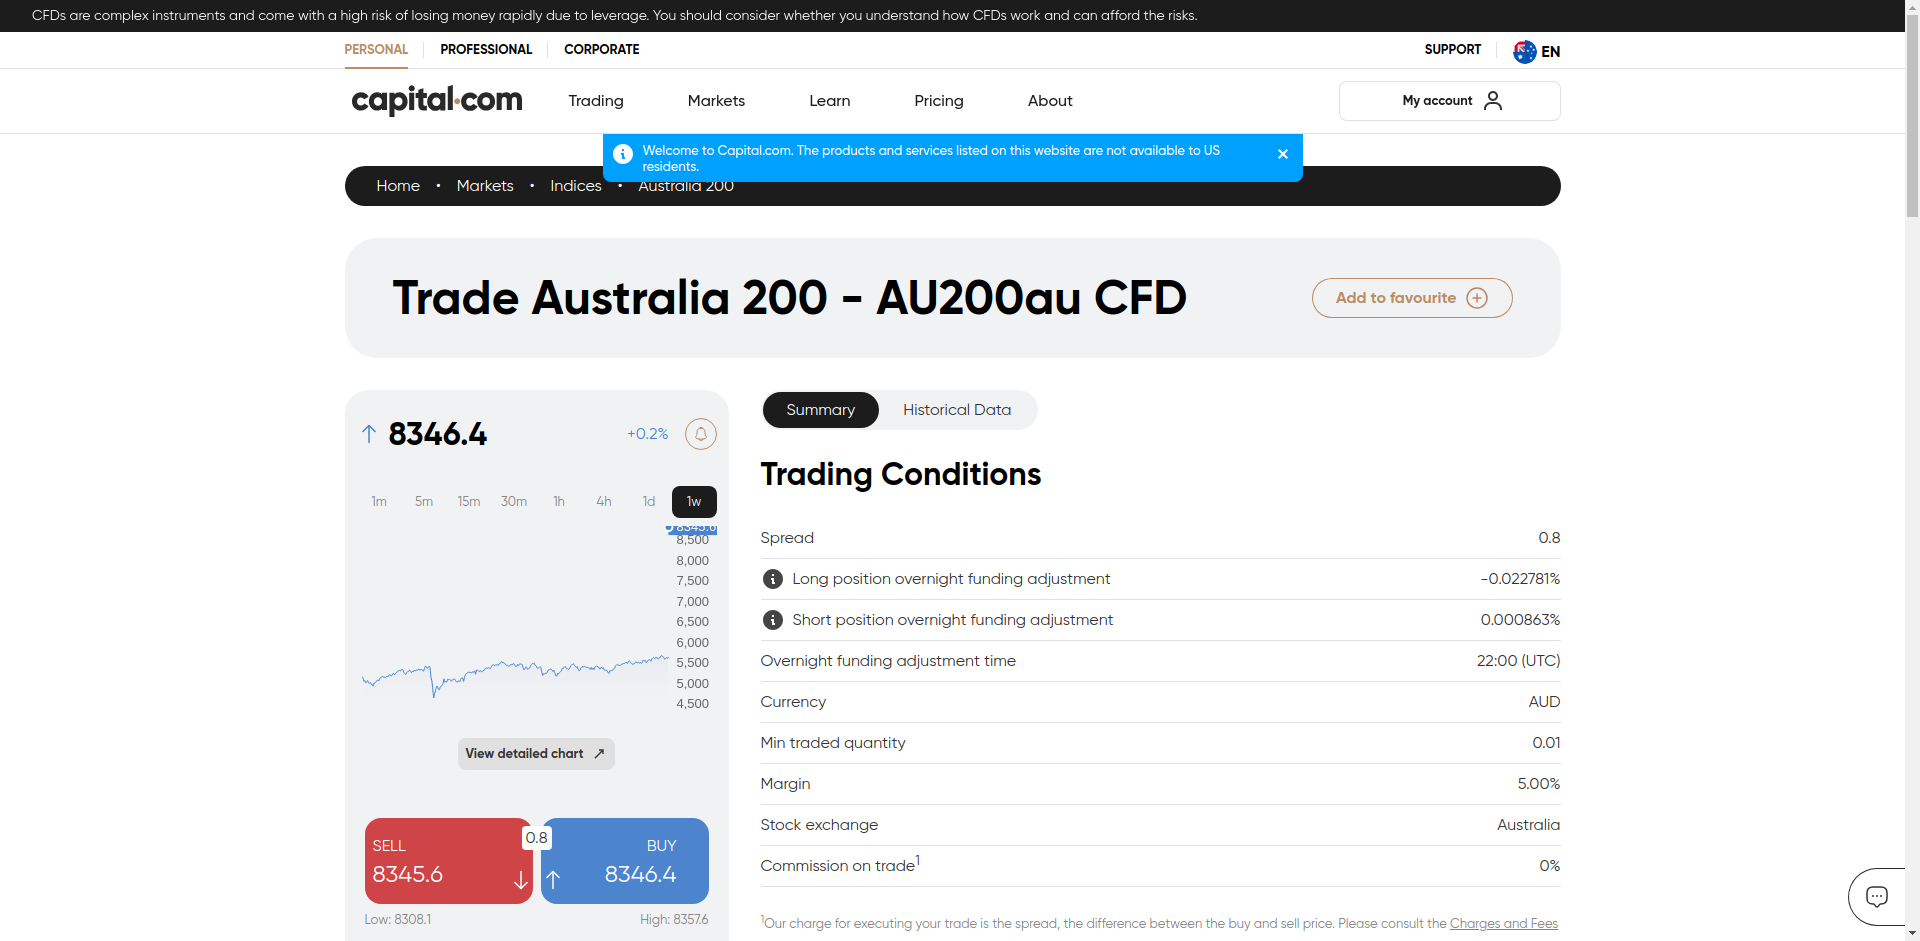 CFDs are complex instruments and come with a high risk of losing money rapidly due to leverage. You should consider whether you understand how CFDs work and can afford the risks.
PERSONAL PROFESSIONAL CORPORATE SUPPORT EN
capital.com Trading Markets Learn Pricing About My account
Welcome to Capital.com. The products and services listed on this website are not available to US
residents.
Home • Markets • Indices • Australia 200
Trade Australia 200 - AU200au CFD
Add to favourite
8346.4 +0.2%
1m 5m 15m 30m 1h 4h 1d 1w
8345.6
8,500
8,000
7,500
7,000
6,500
6,000
5,500
5,000
4,500
View detailed chart
SELL
8345.6
0.8
BUY
8346.4
Low: 8308.1 High: 8357.6
Summary Historical Data
Trading Conditions
Spread 0.8
Long position overnight funding adjustment -0.022781%
Short position overnight funding adjustment 0.000863%
Overnight funding adjustment time 22:00 (UTC)
Currency AUD
Min traded quantity 0.01
Margin 5.00%
Stock exchange Australia
Commission on trade1 0%
1Our charge for executing your trade is the spread, the difference between the buy and sell price. Please consult the Charges and Fees